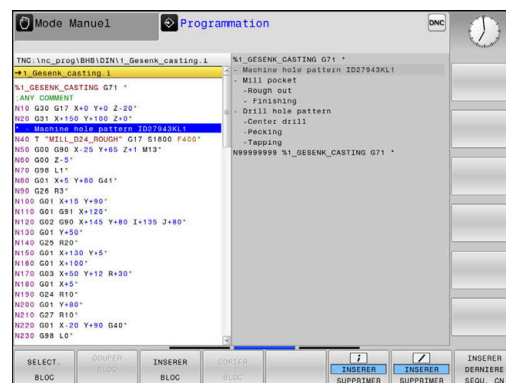 Mode Manuel
Programmation
DNC
TNC:\nc_prog\BHB\DIN\1_Gesenk_casting.i
→1_Gesenk_casting.i
%1_GESENK_CASTING G71 *
;ANY COMMENT
N10 G30 G17 X+0 Y+0 Z-20*
N20 G31 X+150 Y+100 Z+0*
* - Machine hole pattern ID27943KL1
N40 T "MILL_D24_ROUGH" G17 S1800 F400*
N50 G00 G90 X-25 Y+65 Z+1 M13*
N60 G00 Z-5*
N70 G98 L1*
N80 G01 X+5 Y+80 G41*
N90 G26 R3*
N100 G01 X+15 Y+90*
N110 G01 G91 X+120*
N120 G02 G90 X+145 Y+80 I+135 J+80*
N130 G01 Y+50*
N140 G25 R20*
N150 G01 X+130 Y+5*
N160 G01 X+100*
N170 G03 X+50 Y+12 R+30*
N180 G01 X+5*
N190 G24 R10*
N200 G01 Y+80*
N210 G27 R10*
N220 G01 X-20 Y+90 G40*
N230 G98 L0*
%1_GESENK_CASTING G71 *
- Machine hole pattern ID27943KL1
- Mill pocket
-Rough out
- Finishing
- Drill hole pattern
-Center drill
-Pecking
-Tapping
N99999999 %1_GESENK_CASTING G71 *
SELECT.
BLOC
COUPER
BLOC
INSERER
BLOC
COPIER
BLOC
INSERER
SUPPRIMER
INSERER
SUPPRIMER
INSERER
DERNIERE
SEQU. CN